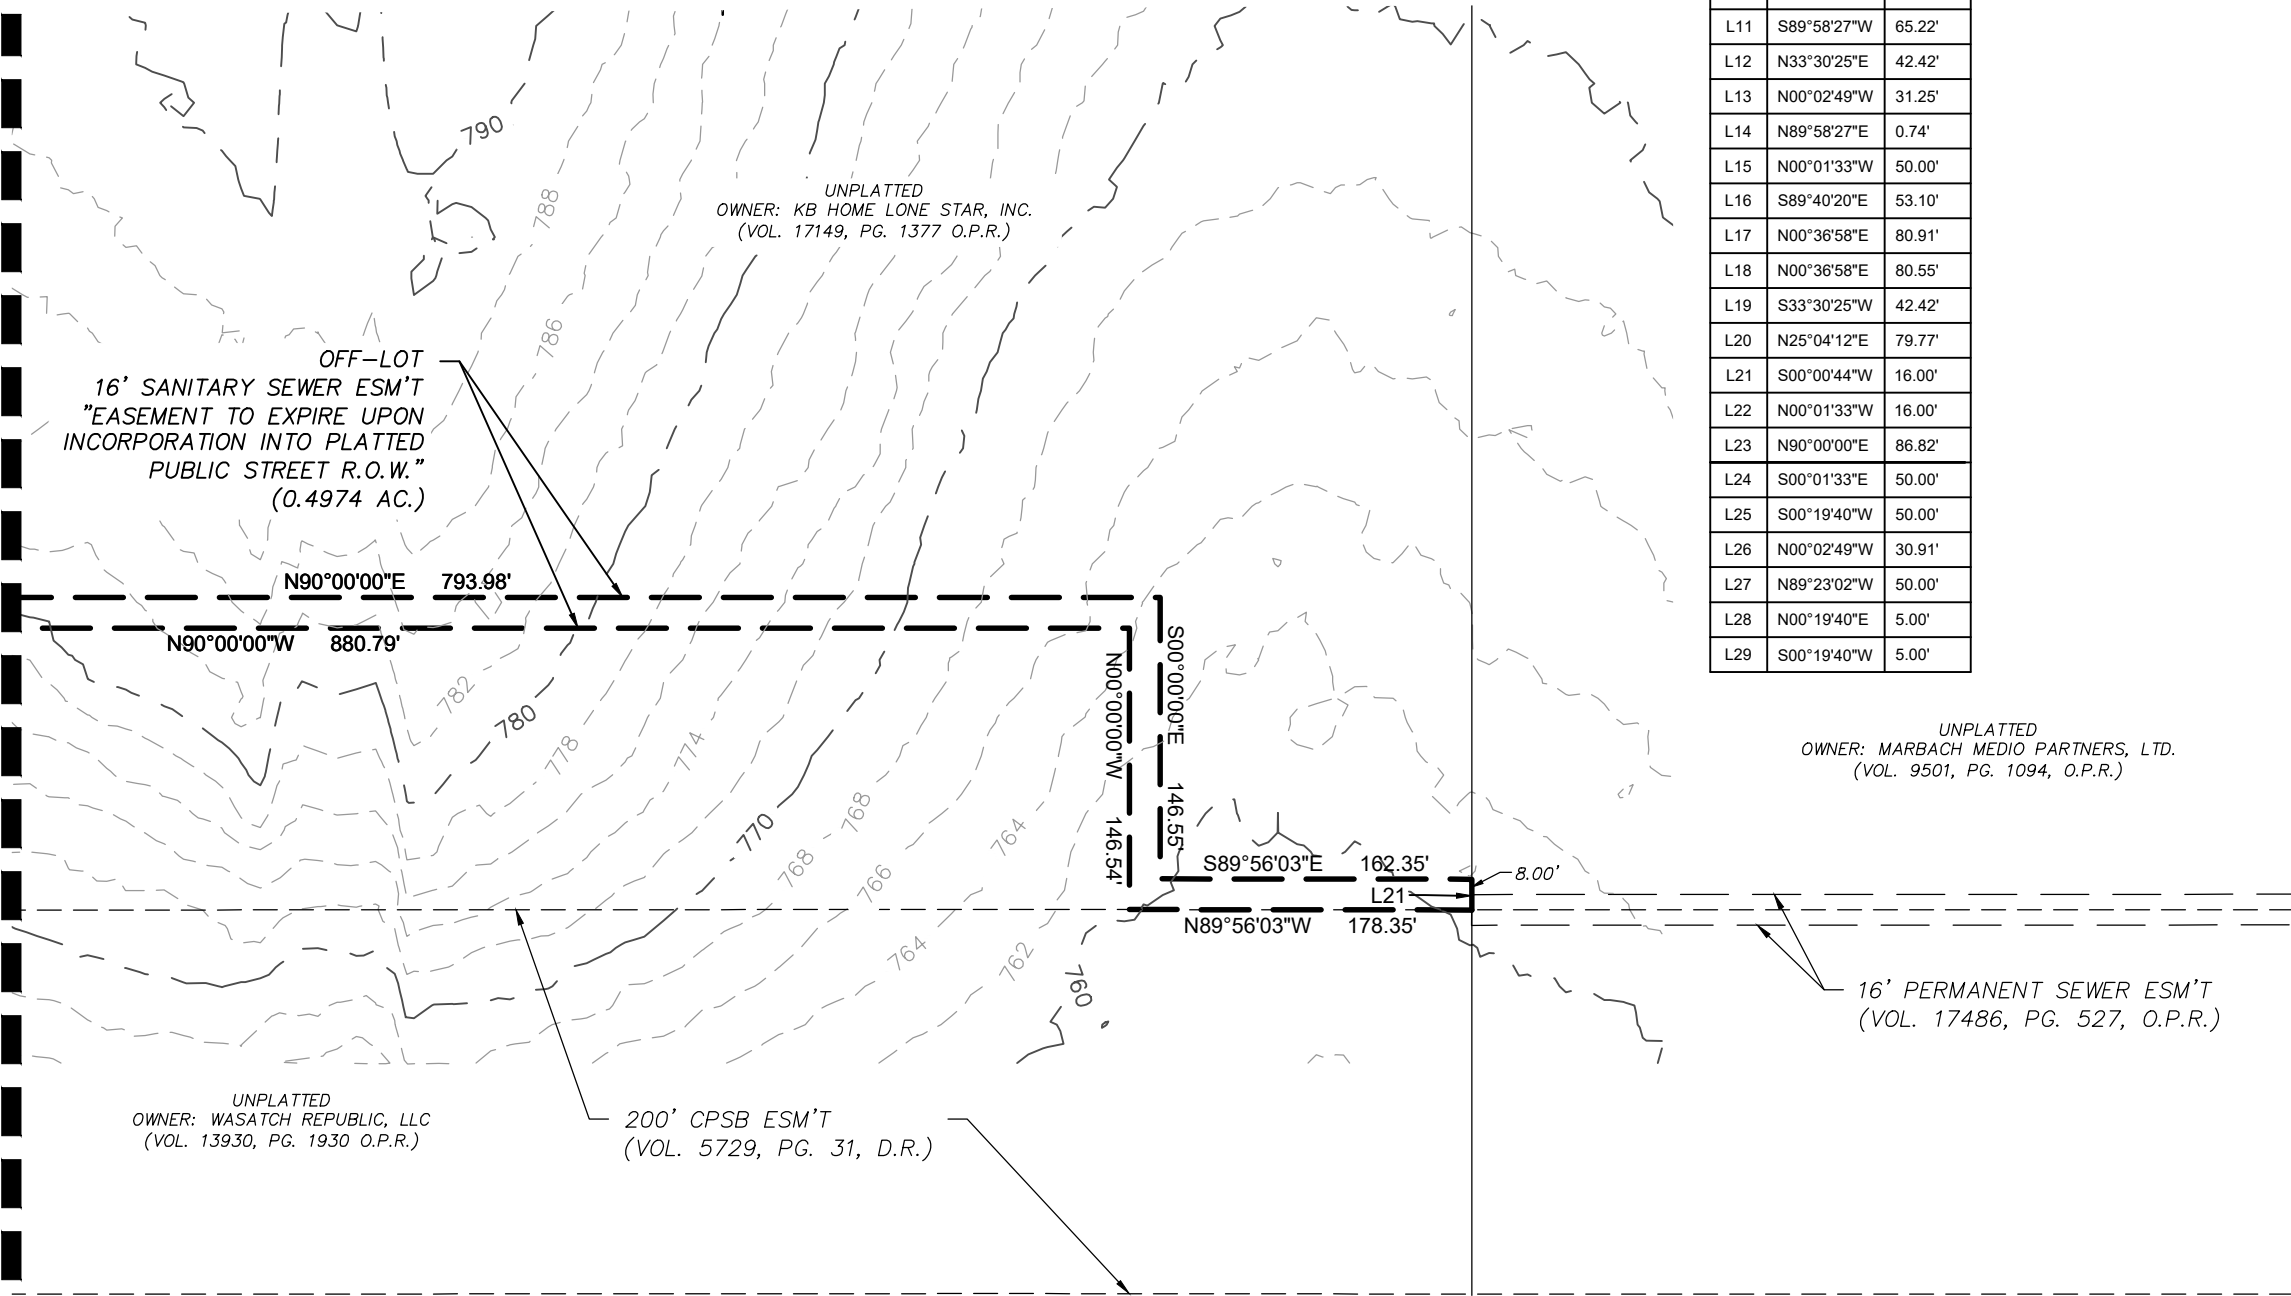 L11 S89°58'27"W 65.22'
L12 N33°30'25"E 42.42'
L13 N00°02'49"W 31.25'
L14 N89°58'27"E 0.74'
L15 N00°01'33"W 50.00'
L16 S89°40'20"E 53.10'
L17 N00°36'58"E 80.91'
L18 N00°36'58"E 80.55'
L19 S33°30'25"W 42.42'
L20 N25°04'12"E 79.77'
L21 S00°00'44"W 16.00'
L22 N00°01'33"W 16.00'
L23 N90°00'00"E 86.82'
L24 S00°01'33"E 50.00'
L25 S00°19'40"W 50.00'
L26 N00°02'49"W 30.91'
L27 N89°23'02"W 50.00'
L28 N00°19'40"E 5.00'
L29 S00°19'40"W 5.00'
790
788
UNPLATTED
OWNER: KB HOME LONE STAR, INC.
(VOL. 17149, PG. 1377 O.P.R.)
786
OFF-LOT
16' SANITARY SEWER ESM'T
"EASEMENT TO EXPIRE UPON
INCORPORATION INTO PLATTED
PUBLIC STREET R.O.W."
(0.4974 AC.)
N90°00'00"E 793.98'
N90°00'00"W 880.79'
S00°00'00"E 146.55'
N00°00'00"W 146.54'
782
780
778
774
770
768
768
766
764
764
762
760
S89°56'03"E 162.35'
L21
8.00'
N89°56'03"W 178.35'
UNPLATTED
OWNER: MARBACH MEDIO PARTNERS, LTD.
(VOL. 9501, PG. 1094, O.P.R.)
16' PERMANENT SEWER ESM'T
(VOL. 17486, PG. 527, O.P.R.)
UNPLATTED
OWNER: WASATCH REPUBLIC, LLC
(VOL. 13930, PG. 1930 O.P.R.)
200' CPSB ESM'T
(VOL. 5729, PG. 31, D.R.)